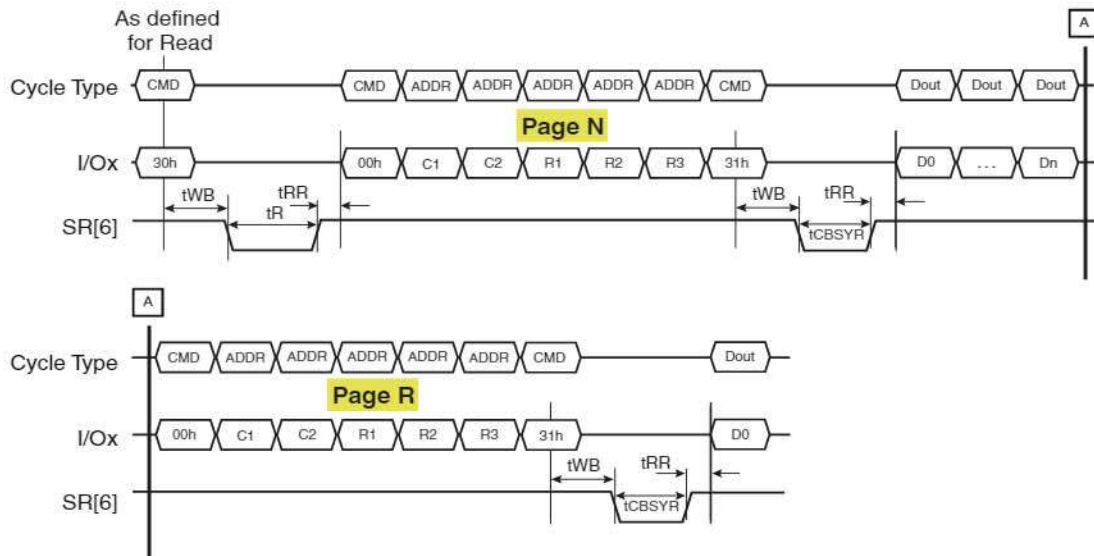 As defined
for Read
A
Cycle Type CMD CMD ADDR ADDR ADDR ADDR ADDR CMD Dout Dout Dout
Page N
I/Ox 30h 00h C1 C2 R1 R2 R3 31h D0 ... Dn
tWB tR tRR tWB tRR
SR[6] tCBSYR
A
Cycle Type CMD ADDR ADDR ADDR ADDR ADDR CMD Dout
Page R
I/Ox 00h C1 C2 R1 R2 R3 31h D0
tWB tRR
SR[6] tCBSYR